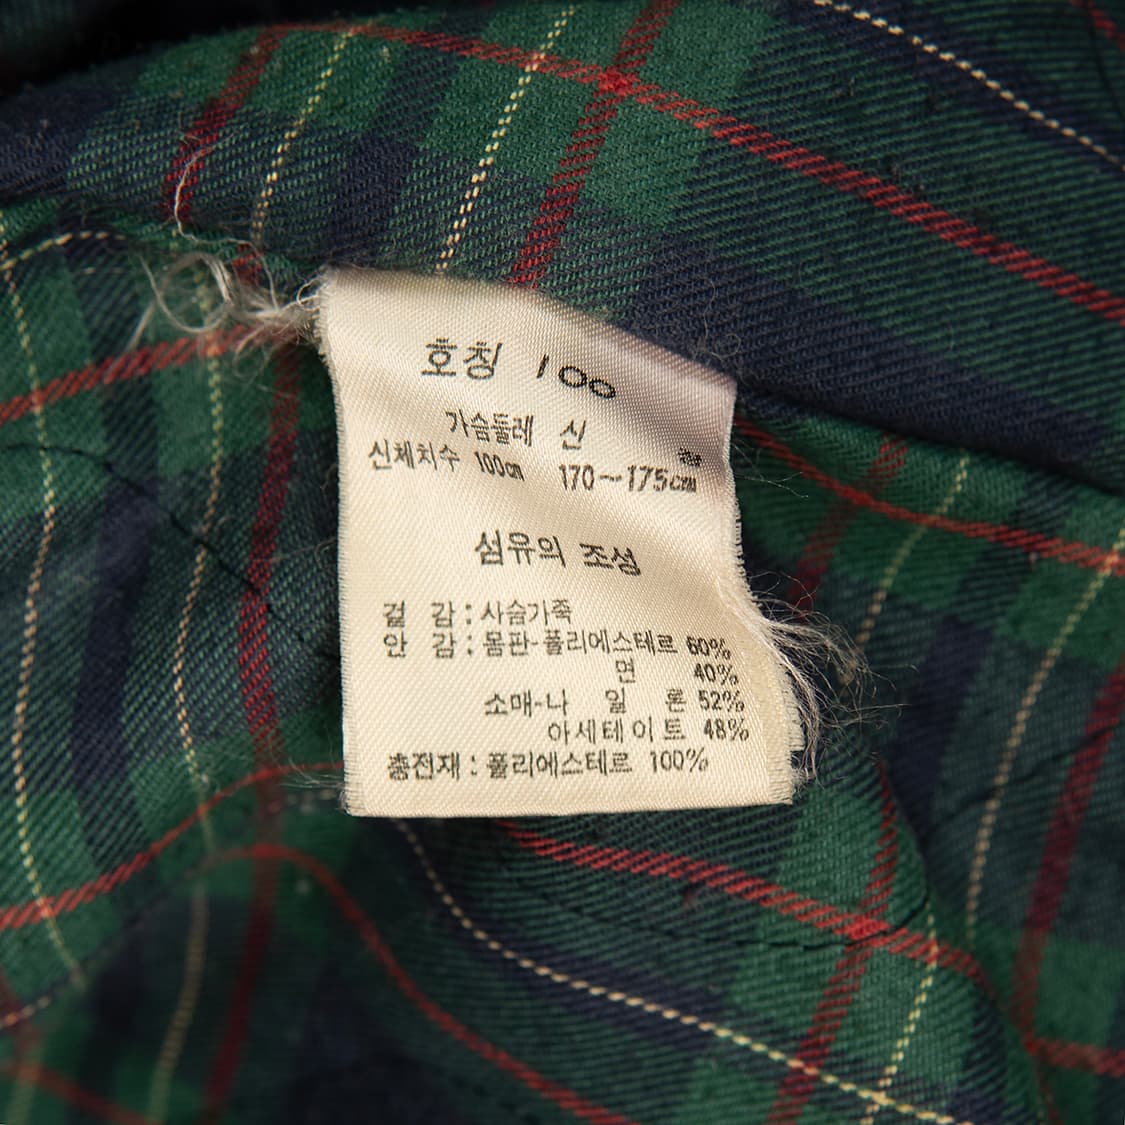 호칭 100
가슴둘레 신 장
신체치수 100cm 170~175cm
섬유의 조성
겉 감 : 사슴가죽
안 감 : 몸판-폴리에스테르 60%
면 40%
소매-나 일 론 52%
아세테이트 48%
충전재 : 폴리에스테르 100%